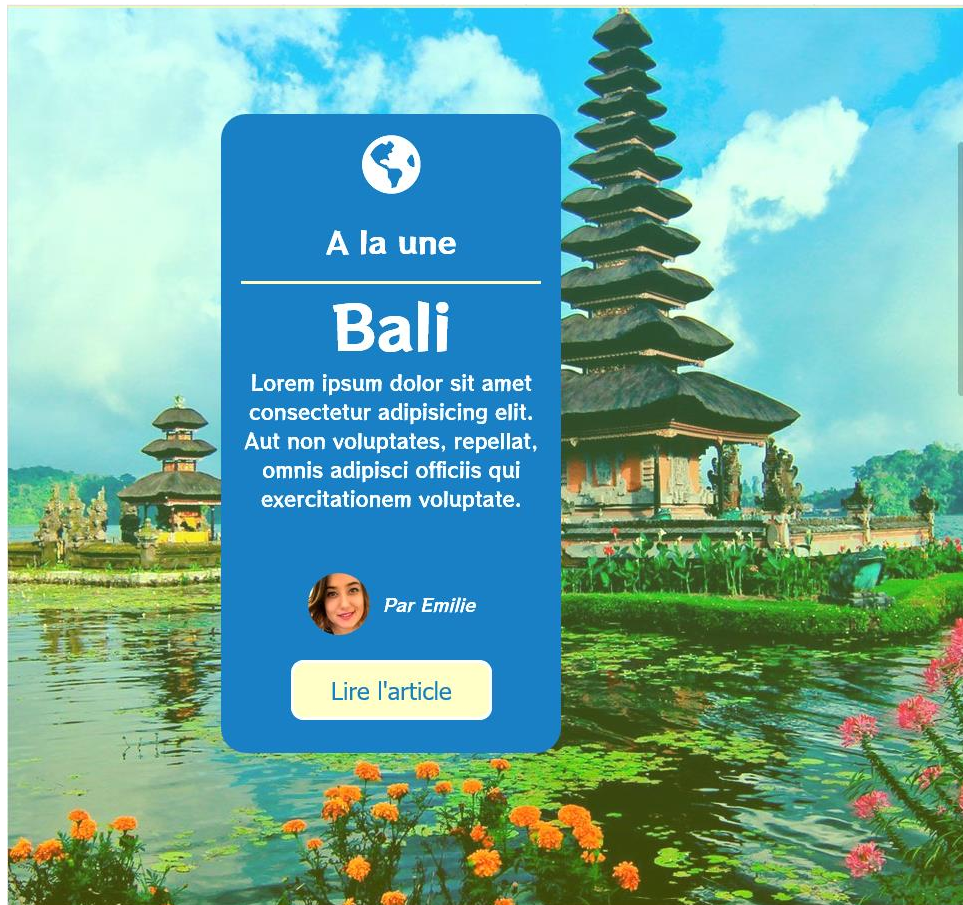 A la une
Bali
Lorem ipsum dolor sit amet
consectetur adipisicing elit.
Aut non voluptates, repellat,
omnis adipisci officiis qui
exercitationem voluptate.
Par Emilie
Lire l'article